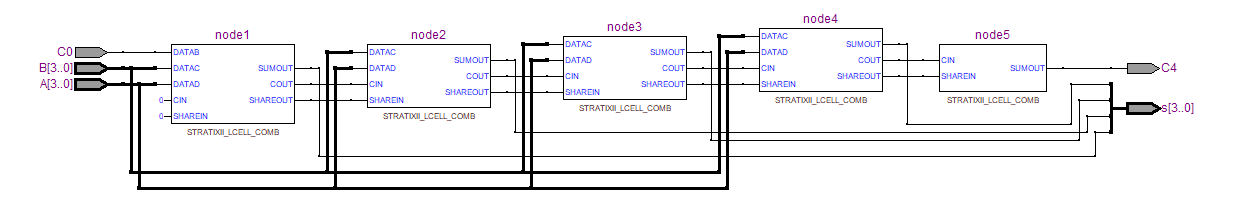 node1
node2
node3
node4
node5
C0
B[3..0]
A[3..0]
DATAB
DATAC
DATAD
0 CIN
0 SHAREIN
SUMOUT
COUT
SHAREOUT
STRATIXII_LCELL_COMB
DATAC
DATAD
CIN
SHAREIN
SUMOUT
COUT
SHAREOUT
STRATIXII_LCELL_COMB
DATAC
DATAD
CIN
SHAREIN
SUMOUT
COUT
SHAREOUT
STRATIXII_LCELL_COMB
DATAC
DATAD
CIN
SHAREIN
SUMOUT
COUT
SHAREOUT
STRATIXII_LCELL_COMB
CIN
SHAREIN
SUMOUT
STRATIXII_LCELL_COMB
C4
s[3..0]